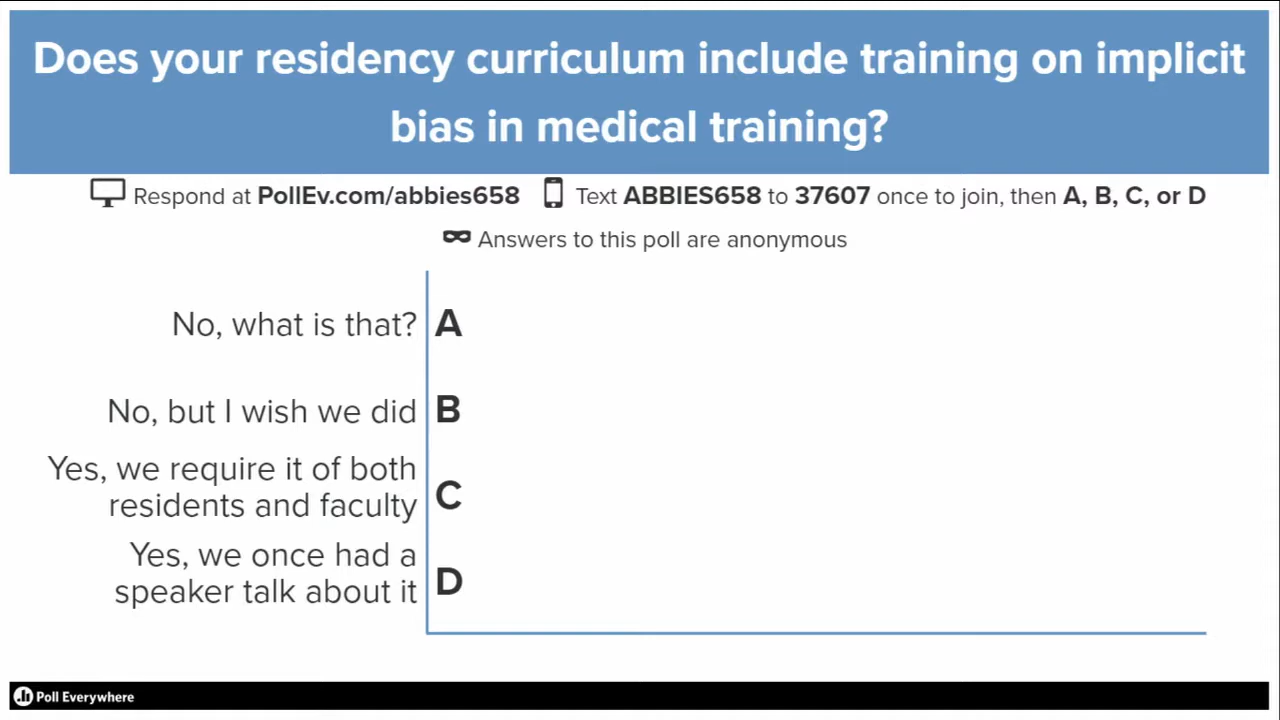 Does your residency curriculum include training on implicit
bias in medical training?
Respond at PollEv.com/abbies658 Text ABBIES658 to 37607 once to join, then A, B, C, or D
Answers to this poll are anonymous
No, what is that? A
No, but I wish we did B
Yes, we require it of both
residents and faculty C
Yes, we once had a
speaker talk about it D
Poll Everywhere